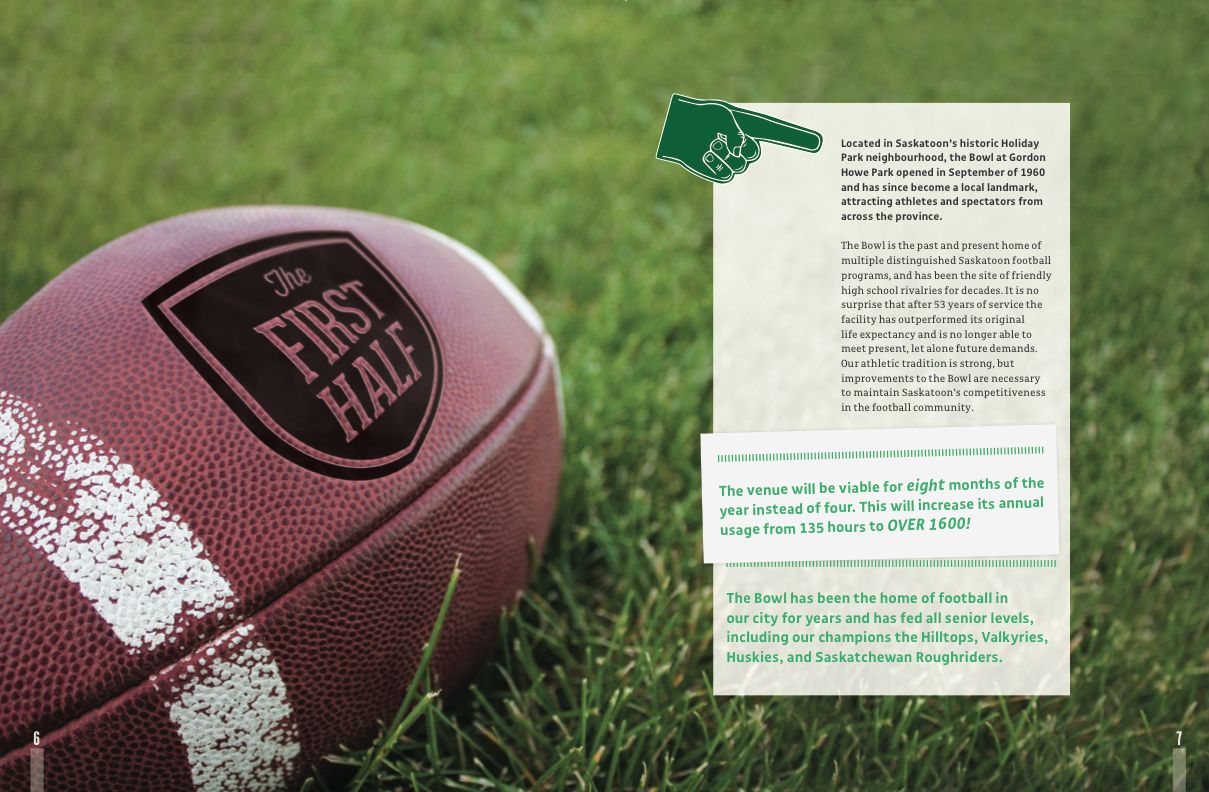 The
FIRST
HALF
Located in Saskatoon's historic Holiday
Park neighbourhood, the Bowl at Gordon
Howe Park opened in September of 1960
and has since become a local landmark,
attracting athletes and spectators from
across the province.
The Bowl is the past and present home of
multiple distinguished Saskatoon football
programs, and has been the site of friendly
high school rivalries for decades. It is no
surprise that after 53 years of service the
facility has outperformed its original
life expectancy and is no longer able to
meet present, let alone future demands.
Our athletic tradition is strong, but
improvements to the Bowl are necessary
to maintain Saskatoon's competitiveness
in the football community.
The venue will be viable for eight months of the
year instead of four. This will increase its annual
usage from 135 hours to OVER 1600!
The Bowl has been the home of football in
our city for years and has fed all senior levels,
including our champions the Hilltops, Valkyries,
Huskies, and Saskatchewan Roughriders.
6
7